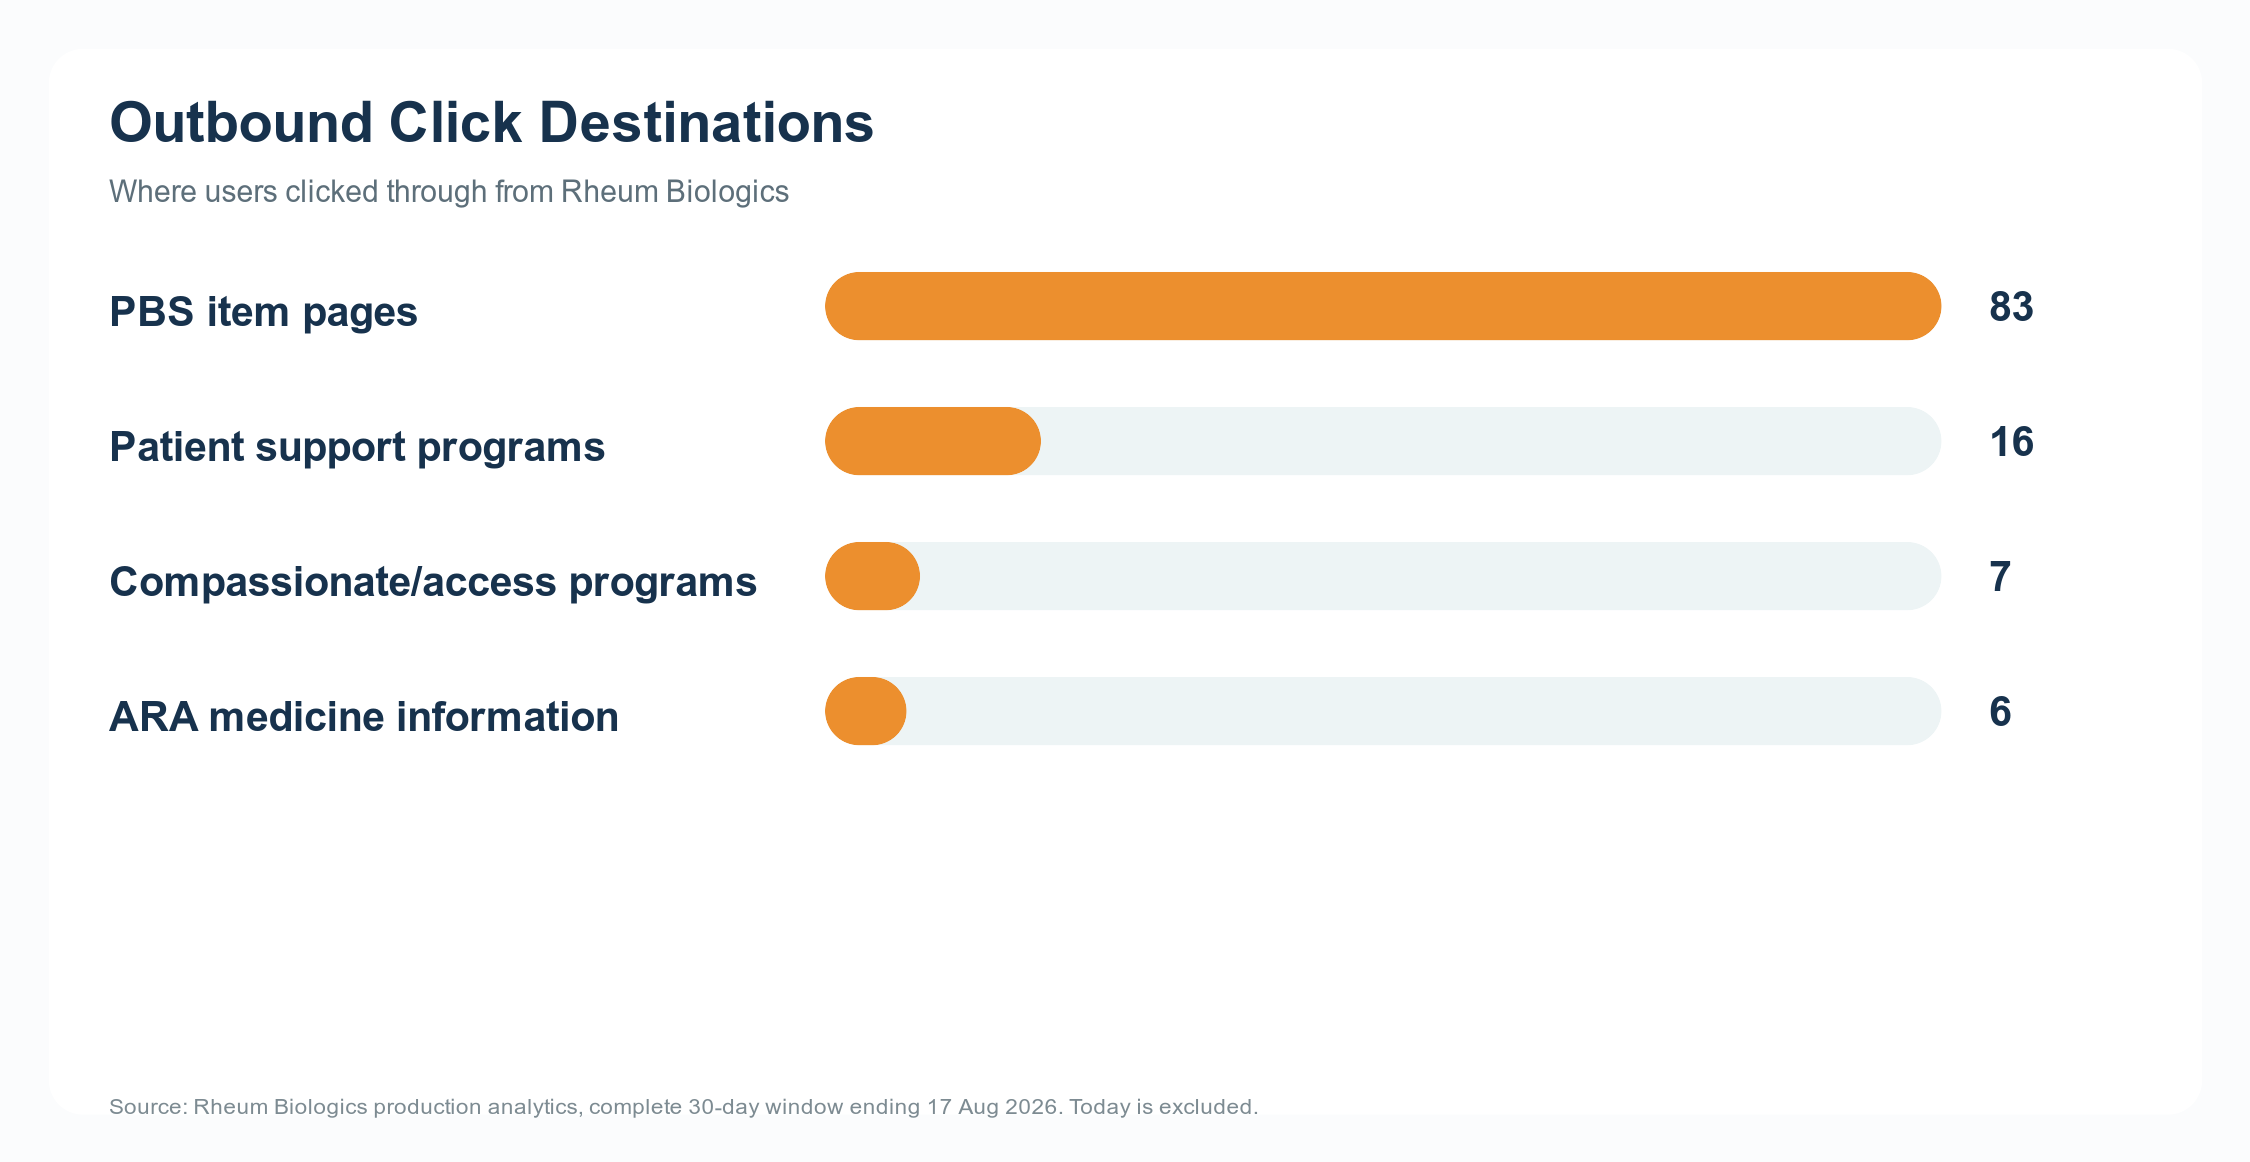 Outbound Click Destinations
Where users clicked through from Rheum Biologics
PBS item pages 83
Patient support programs 16
Compassionate/access programs 7
ARA medicine information 6
Source: Rheum Biologics production analytics, complete 30-day window ending 17 Aug 2026. Today is excluded.